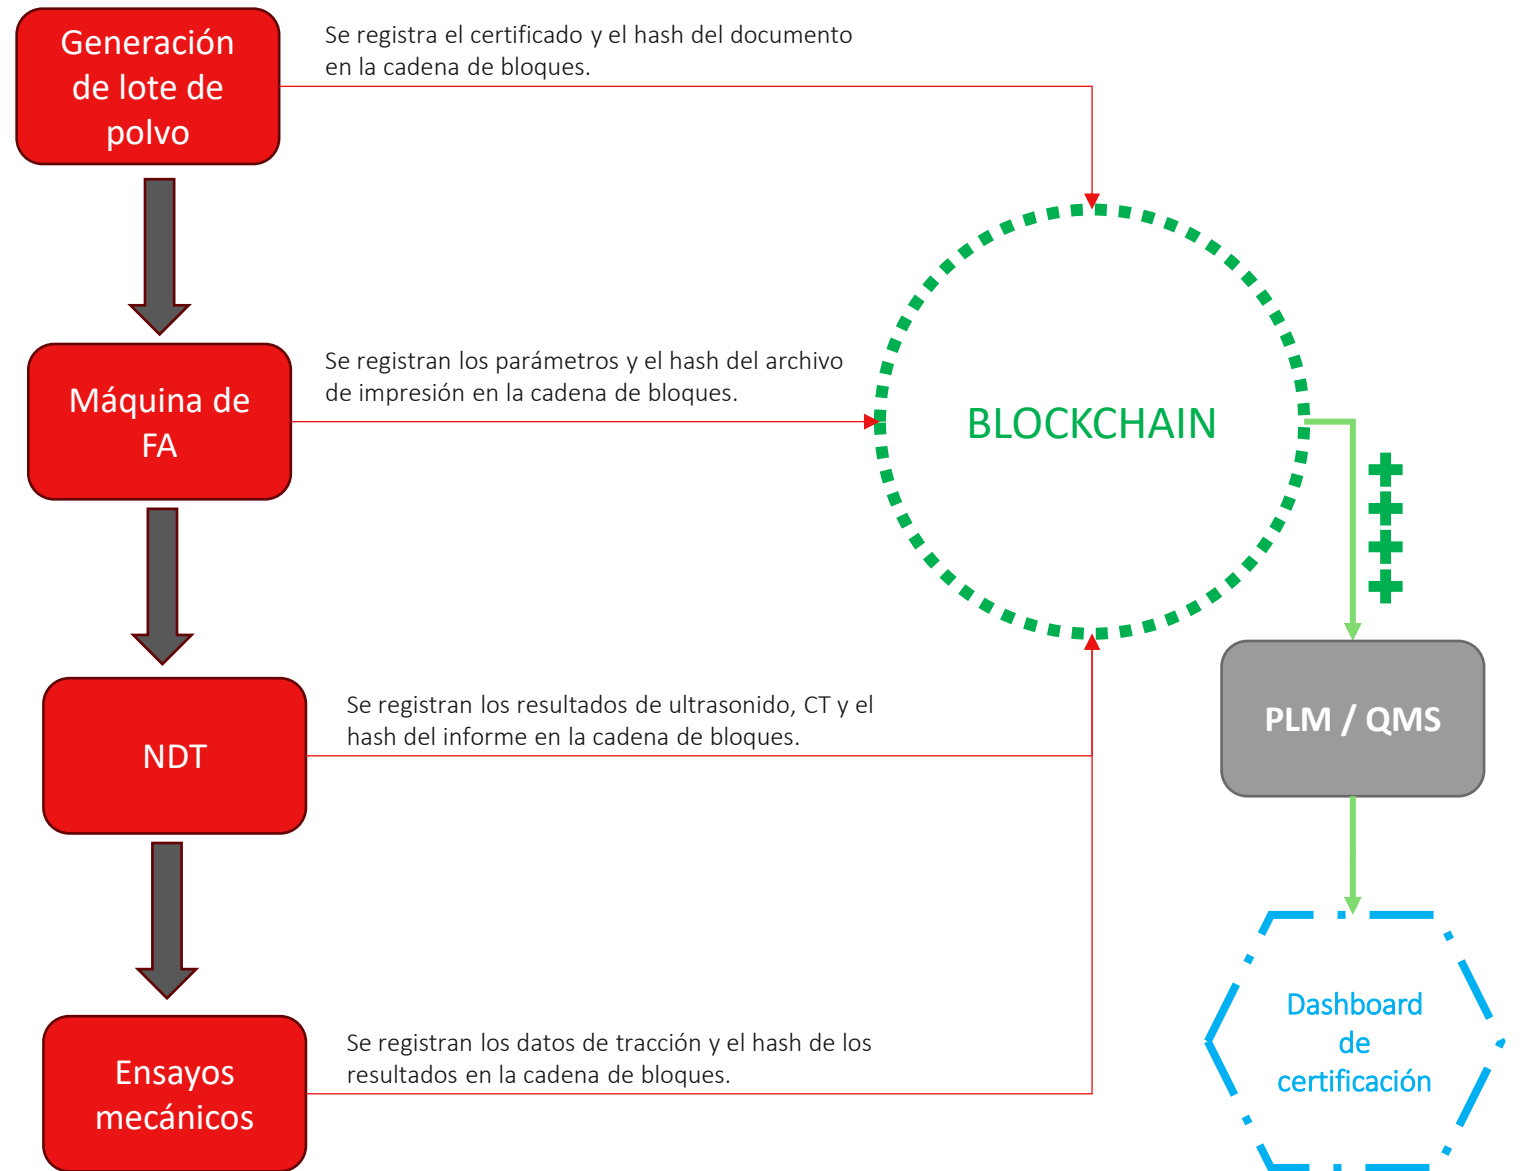 Generación
de lote de
polvo
Se registra el certificado y el hash del documento
en la cadena de bloques.
Máquina de
FA
Se registran los parámetros y el hash del archivo
de impresión en la cadena de bloques.
BLOCKCHAIN
NDT
Se registran los resultados de ultrasonido, CT y el
hash del informe en la cadena de bloques.
PLM / QMS
Ensayos
mecánicos
Se registran los datos de tracción y el hash de los
resultados en la cadena de bloques.
Dashboard
de
certificación